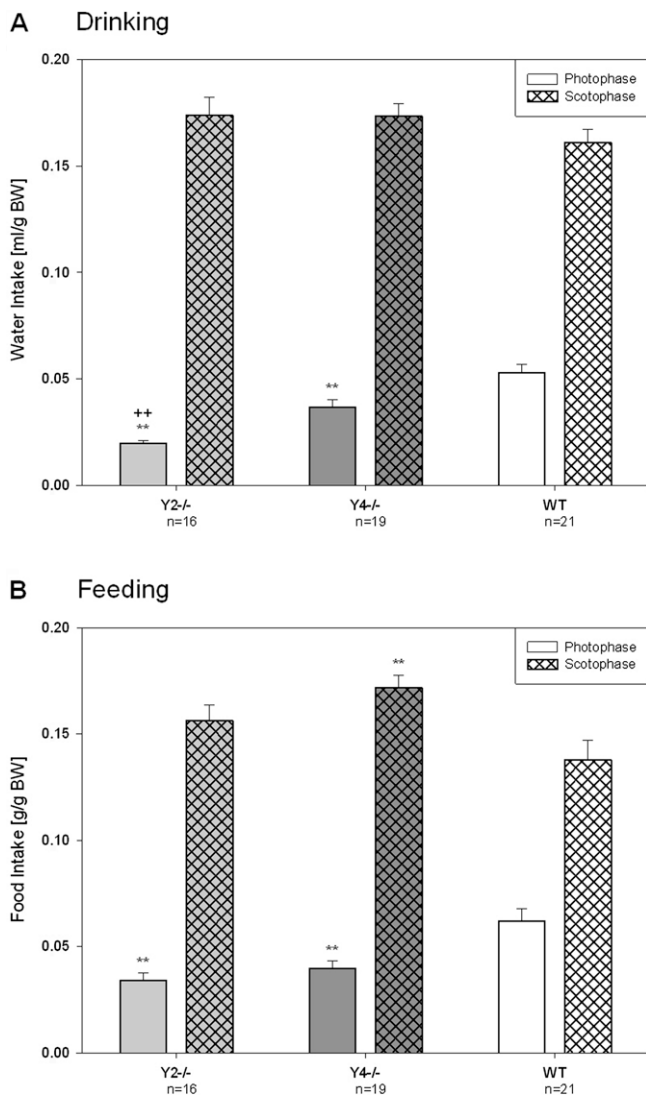 A Drinking
0.20
Photophase
Scotophase
0.15
Water Intake [ml/g BW]
0.10
0.05
++
**
**
0.00
Y2-/- Y4-/- WT
n=16 n=19 n=21
B Feeding
0.20
Photophase
Scotophase
**
0.15
Food Intake [g/g BW]
0.10
0.05
**
**
0.00
Y2-/- Y4-/- WT
n=16 n=19 n=21